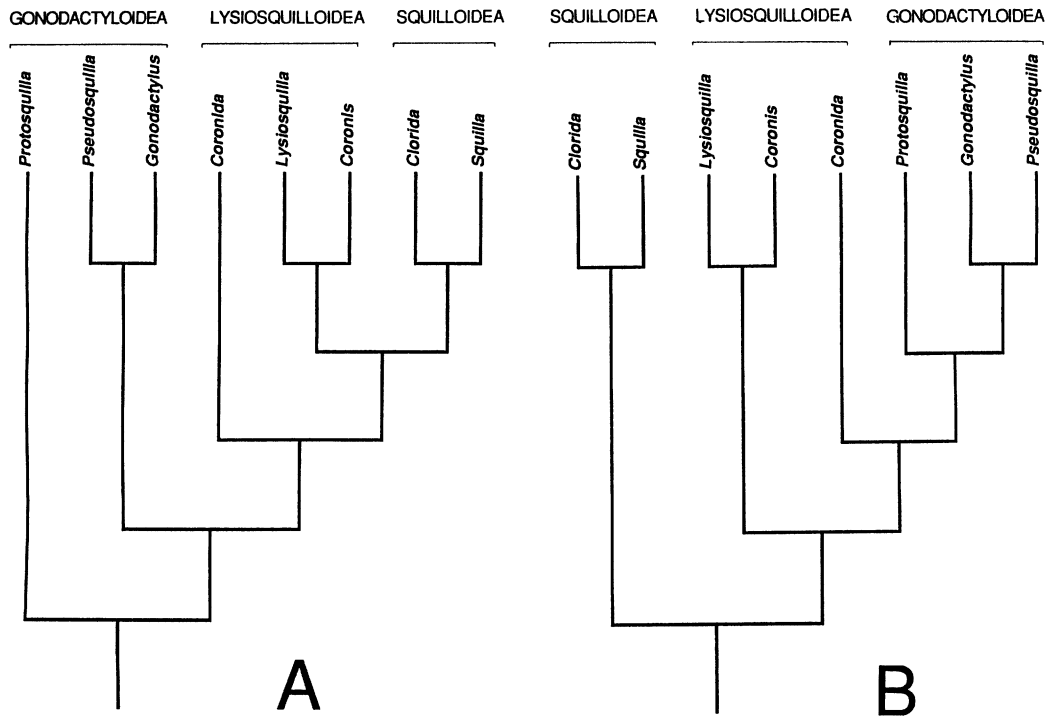 GONODACTYLOIDEA LYSIOSQUILLOIDEA SQUILLOIDEA
Protosquilla Pseudosquilla Gonodactylus Coronida Lysiosquilla Coronis Clorida Squilla
A
SQUILLOIDEA LYSIOSQUILLOIDEA GONODACTYLOIDEA
Clorida Squilla Lysiosquilla Coronis Coronida Protosquilla Gonodactylus Pseudosquilla
B